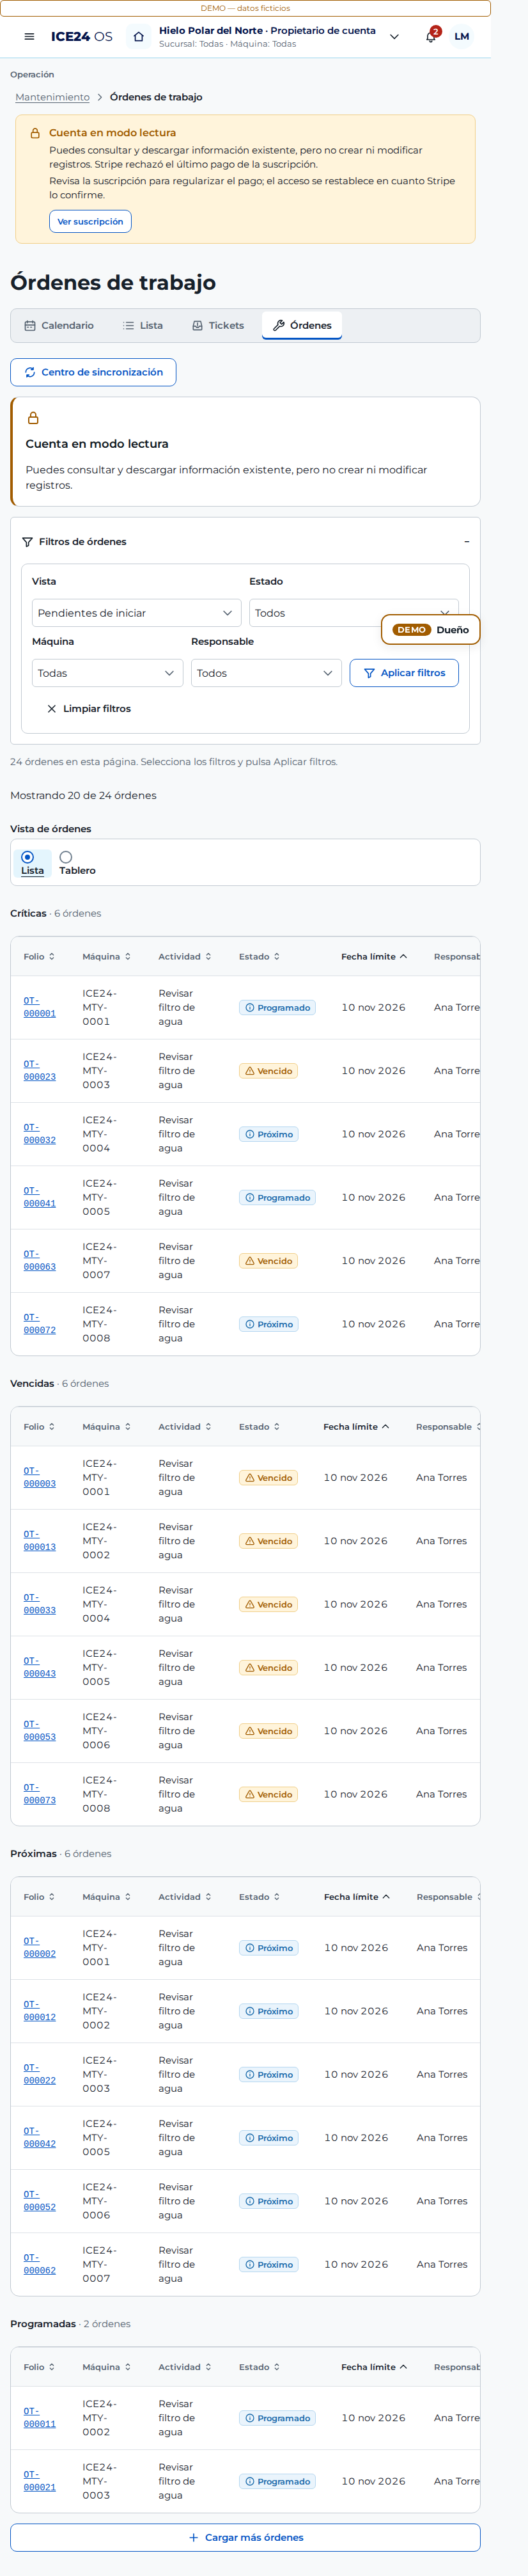 DEMO — datos ficticios
ICE24 OS
Hielo Polar del Norte · Propietario de cuenta
Sucursal: Todas · Máquina: Todas
2
LM
Operación
Mantenimiento > Órdenes de trabajo
Cuenta en modo lectura
Puedes consultar y descargar información existente, pero no crear ni modificar
registros. Stripe rechazó el último pago de la suscripción.
Revisa la suscripción para regularizar el pago; el acceso se restablece en cuanto Stripe
lo confirme.
Ver suscripción
Órdenes de trabajo
Calendario Lista Tickets Órdenes
Centro de sincronización
Cuenta en modo lectura
Puedes consultar y descargar información existente, pero no crear ni modificar
registros.
Filtros de órdenes −
Vista Estado
Pendientes de iniciar Todos
DEMO Dueño
Máquina Responsable
Todas Todos Aplicar filtros
Limpiar filtros
24 órdenes en esta página. Selecciona los filtros y pulsa Aplicar filtros.
Mostrando 20 de 24 órdenes
Vista de órdenes
Lista Tablero
Críticas · 6 órdenes
Folio Máquina Actividad Estado Fecha límite Responsab
OT-000001 ICE24-MTY-0001 Revisar filtro de agua Programado 10 nov 2026 Ana Torre
OT-000023 ICE24-MTY-0003 Revisar filtro de agua Vencido 10 nov 2026 Ana Torre
OT-000032 ICE24-MTY-0004 Revisar filtro de agua Próximo 10 nov 2026 Ana Torre
OT-000041 ICE24-MTY-0005 Revisar filtro de agua Programado 10 nov 2026 Ana Torre
OT-000063 ICE24-MTY-0007 Revisar filtro de agua Vencido 10 nov 2026 Ana Torre
OT-000072 ICE24-MTY-0008 Revisar filtro de agua Próximo 10 nov 2026 Ana Torre
Vencidas · 6 órdenes
Folio Máquina Actividad Estado Fecha límite Responsable
OT-000003 ICE24-MTY-0001 Revisar filtro de agua Vencido 10 nov 2026 Ana Torres
OT-000013 ICE24-MTY-0002 Revisar filtro de agua Vencido 10 nov 2026 Ana Torres
OT-000033 ICE24-MTY-0004 Revisar filtro de agua Vencido 10 nov 2026 Ana Torres
OT-000043 ICE24-MTY-0005 Revisar filtro de agua Vencido 10 nov 2026 Ana Torres
OT-000053 ICE24-MTY-0006 Revisar filtro de agua Vencido 10 nov 2026 Ana Torres
OT-000073 ICE24-MTY-0008 Revisar filtro de agua Vencido 10 nov 2026 Ana Torres
Próximas · 6 órdenes
Folio Máquina Actividad Estado Fecha límite Responsable
OT-000002 ICE24-MTY-0001 Revisar filtro de agua Próximo 10 nov 2026 Ana Torres
OT-000012 ICE24-MTY-0002 Revisar filtro de agua Próximo 10 nov 2026 Ana Torres
OT-000022 ICE24-MTY-0003 Revisar filtro de agua Próximo 10 nov 2026 Ana Torres
OT-000042 ICE24-MTY-0005 Revisar filtro de agua Próximo 10 nov 2026 Ana Torres
OT-000052 ICE24-MTY-0006 Revisar filtro de agua Próximo 10 nov 2026 Ana Torres
OT-000062 ICE24-MTY-0007 Revisar filtro de agua Próximo 10 nov 2026 Ana Torres
Programadas · 2 órdenes
Folio Máquina Actividad Estado Fecha límite Responsab
OT-000011 ICE24-MTY-0002 Revisar filtro de agua Programado 10 nov 2026 Ana Torre
OT-000021 ICE24-MTY-0003 Revisar filtro de agua Programado 10 nov 2026 Ana Torre
Cargar más órdenes